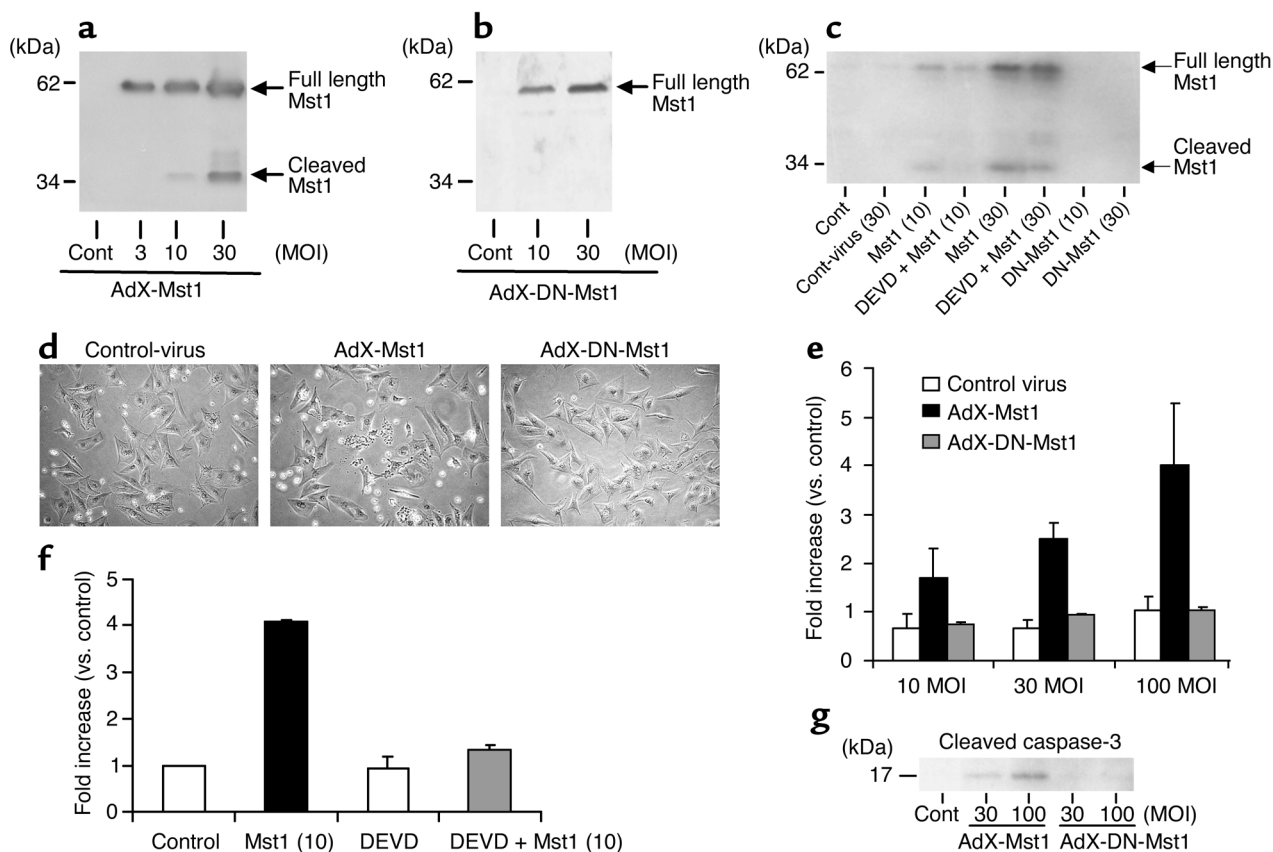 a
(kDa)
62
34
Full length
Mst1
Cleaved
Mst1
Cont 3 10 30 (MOI)
AdX-Mst1
b
(kDa)
62
34
Full length
Mst1
Cont 10 30 (MOI)
AdX-DN-Mst1
c
(kDa)
62
34
Full length
Mst1
Cleaved
Mst1
Cont
Cont-virus (30)
Mst1 (10)
DEVD + Mst1 (10)
Mst1 (30)
DEVD + Mst1 (30)
DN-Mst1 (10)
DN-Mst1 (30)
d
Control-virus
AdX-Mst1
AdX-DN-Mst1
e
Fold increase (vs. control)
6
5
4
3
2
1
0
Control virus
AdX-Mst1
AdX-DN-Mst1
10 MOI
30 MOI
100 MOI
f
Fold increase (vs. control)
5
4
3
2
1
0
Control
Mst1 (10)
DEVD
DEVD + Mst1 (10)
g
(kDa)
Cleaved caspase-3
17
Cont 30 100 30 100 (MOI)
AdX-Mst1 AdX-DN-Mst1